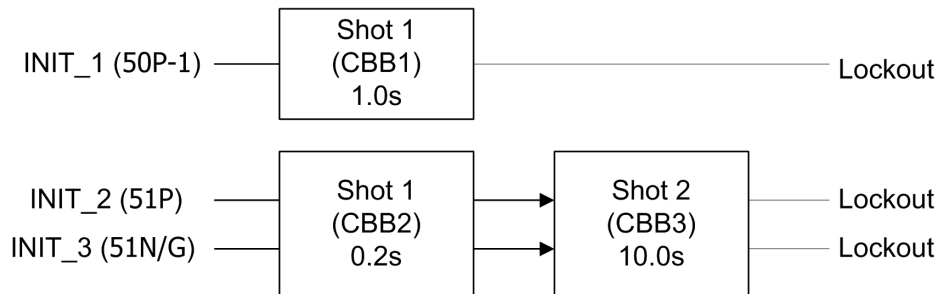 INIT_1 (50P-1)
Shot 1
(CBB1)
1.0s
Lockout
INIT_2 (51P)
INIT_3 (51N/G)
Shot 1
(CBB2)
0.2s
Shot 2
(CBB3)
10.0s
Lockout
Lockout